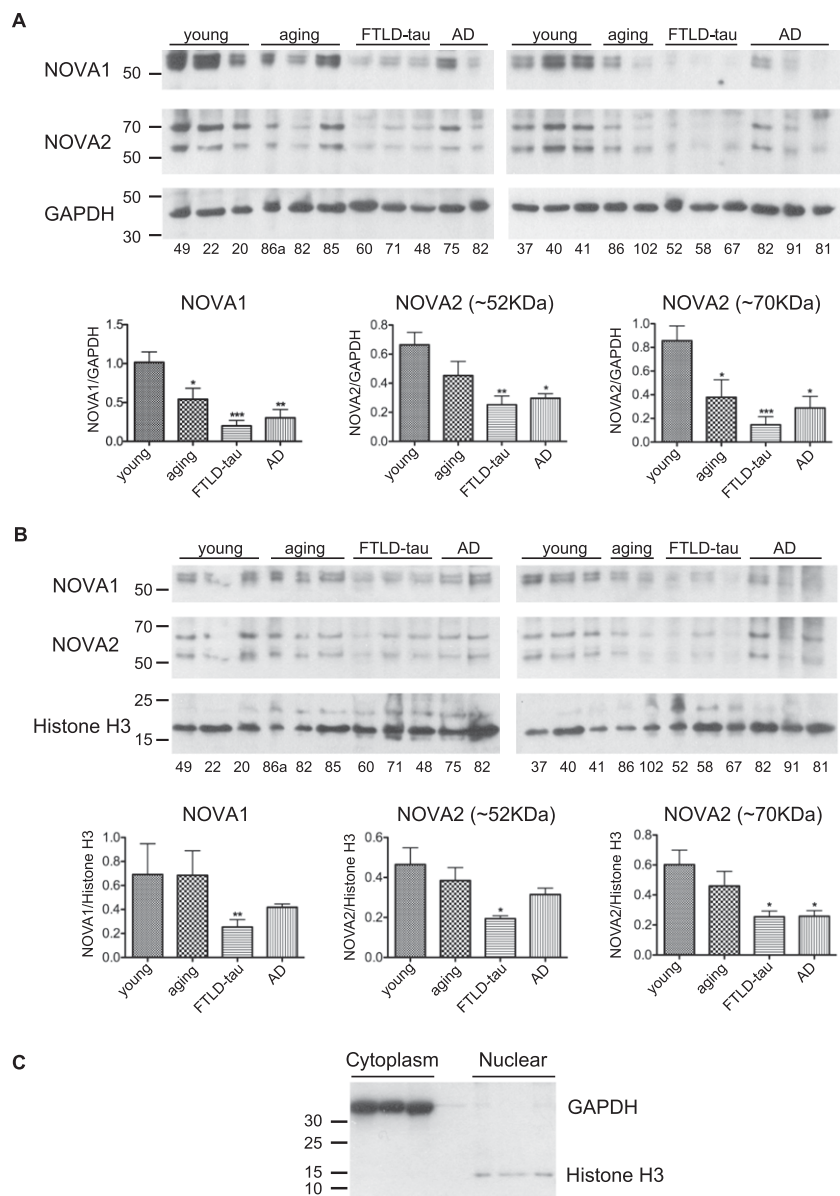 A
young aging FTLD-tau AD young aging FTLD-tau AD
NOVA1
50
NOVA2
70
50
GAPDH
50
30
49 22 20 86a 82 85 60 71 48 75 82 37 40 41 86 102 52 58 67 82 91 81
NOVA1
NOVA1/GAPDH
1.5
1.0
0.5
0.0
* *** **
young aging FTLD-tau AD
NOVA2 (~52KDa)
NOVA2/GAPDH
0.8
0.6
0.4
0.2
0.0
** *
young aging FTLD-tau AD
NOVA2 (~70KDa)
NOVA2/GAPDH
1.0
0.8
0.6
0.4
0.2
0.0
* *** *
young aging FTLD-tau AD
B
young aging FTLD-tau AD young aging FTLD-tau AD
NOVA1
50
NOVA2
70
50
Histone H3
25
15
49 22 20 86a 82 85 60 71 48 75 82 37 40 41 86 102 52 58 67 82 91 81
NOVA1
NOVA1/Histone H3
1.0
0.8
0.6
0.4
0.2
0.0
**
young aging FTLD-tau AD
NOVA2 (~52KDa)
NOVA2/Histone H3
0.6
0.4
0.2
0.0
*
young aging FTLD-tau AD
NOVA2 (~70KDa)
NOVA2/Histone H3
0.8
0.6
0.4
0.2
0.0
* *
young aging FTLD-tau AD
C
Cytoplasm Nuclear
GAPDH
30
25
15
Histone H3
10